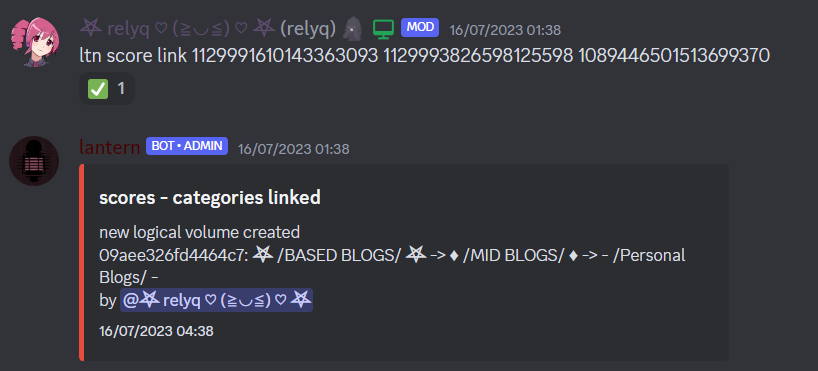 ⛧ relyq ♡ (≧◡≦) ♡ ⛧ (relyq) MOD 16/07/2023 01:38
ltn score link 1129991610143363093 1129993826598125598 1089446501513699370
✅ 1
lantern BOT • ADMIN 16/07/2023 01:38
scores - categories linked
new logical volume created
09aee326fd4464c7: ⛧ /BASED BLOGS/ ⛧ -> ♦ /MID BLOGS/ ♦ -> - /Personal
Blogs/ -
by @⛧ relyq ♡ (≧◡≦) ♡ ⛧
16/07/2023 04:38